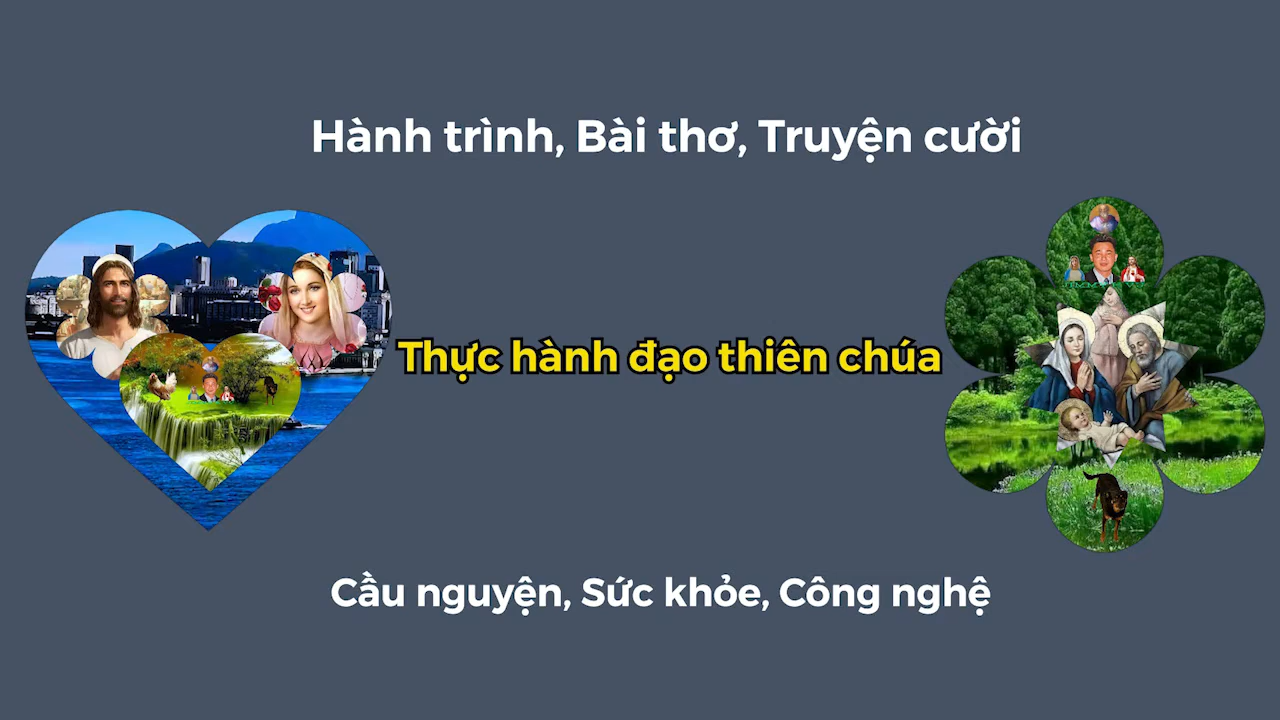 Hành trình, Bài thơ, Truyện cười
Thực hành đạo thiên chúa
Cầu nguyện, Sức khỏe, Công nghệ